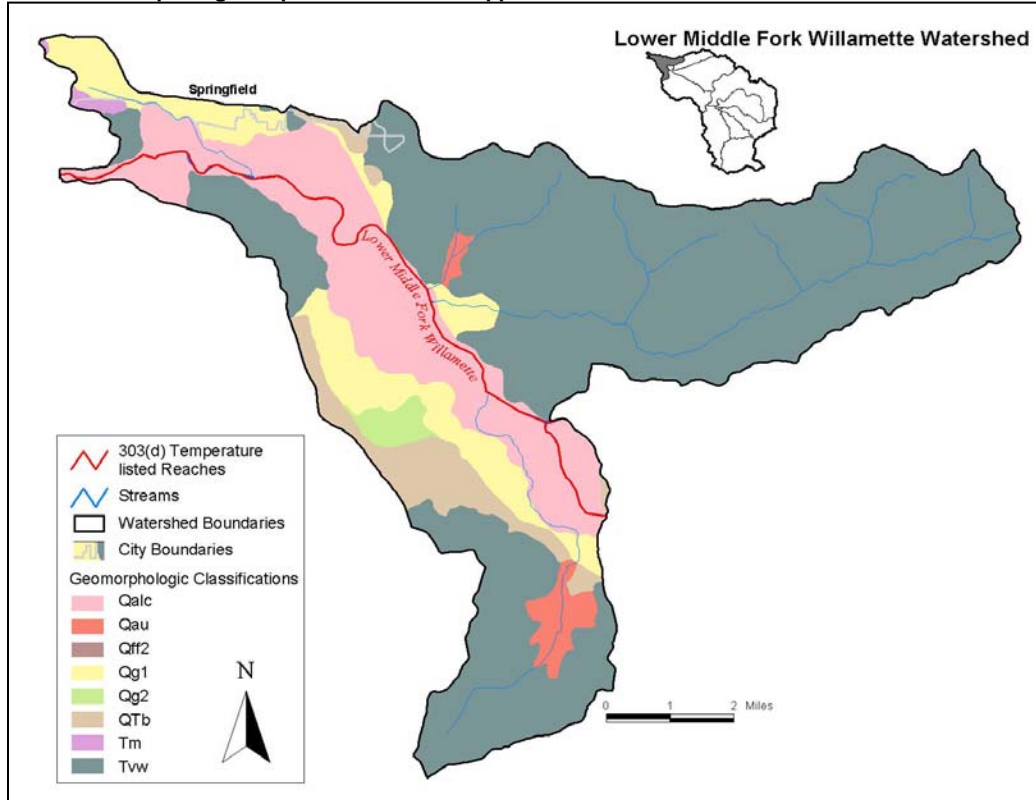 Lower Middle Fork Willamette Watershed
Springfield
Lower Middle Fork Willamette
303(d) Temperature
listed Reaches
Streams
Watershed Boundaries
City Boundaries
Geomorphologic Classifications
Qalc
Qau
Qff2
Qg1
Qg2
QTb
Tm
Tvw
N
0 1 2 Miles